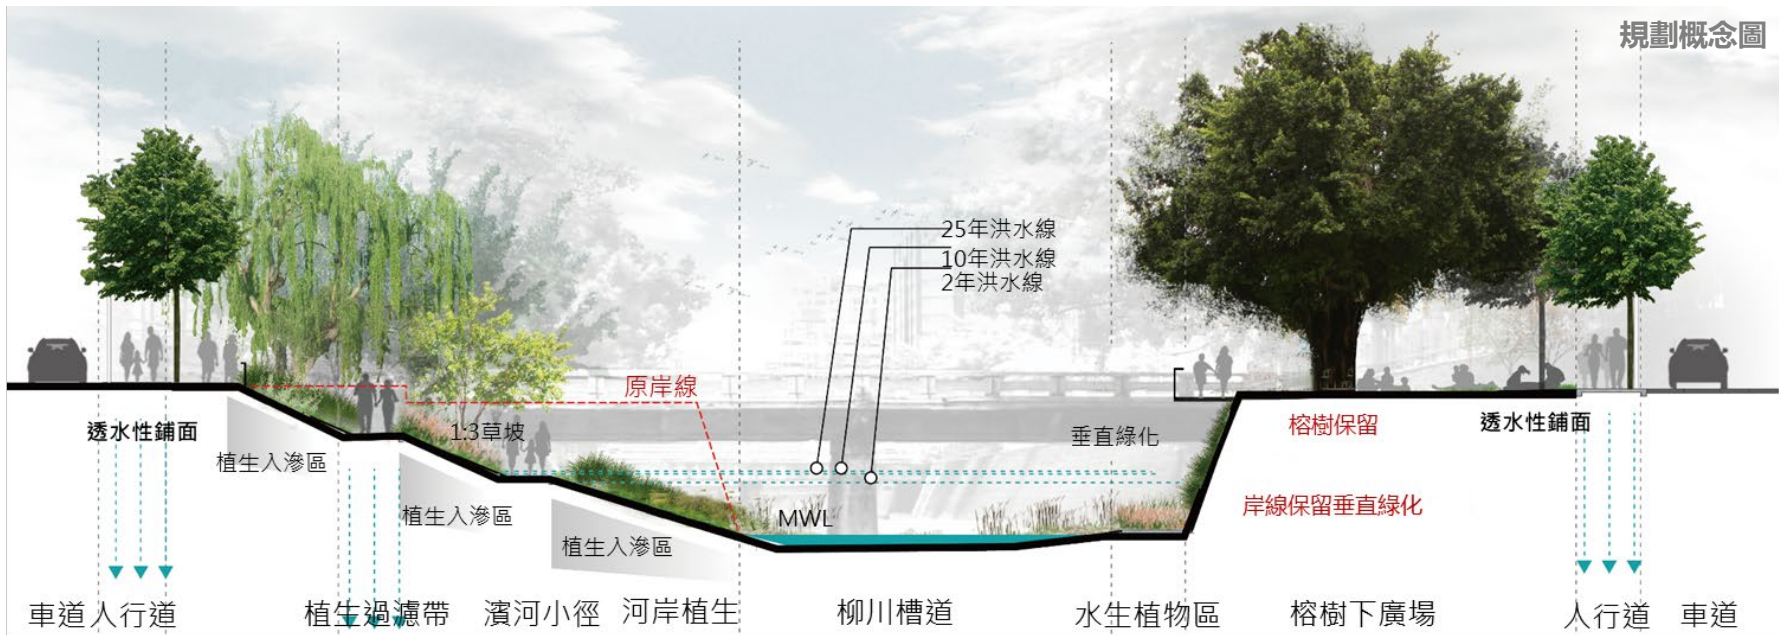 規劃概念圖
25年洪水線
10年洪水線
2年洪水線
原岸線
1:3草坡
透水性鋪面
植生入滲區
植生入滲區
植生入滲區
MWL
垂直綠化
榕樹保留
透水性鋪面
岸線保留垂直綠化
車道 人行道 植生過濾帶 濱河小徑 河岸植生 柳川槽道 水生植物區 榕樹下廣場 人行道 車道